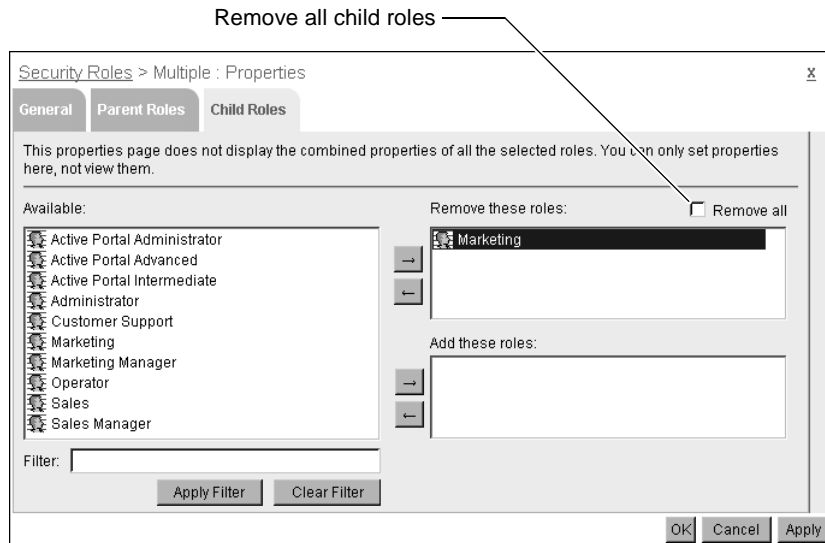 Remove all child roles
Security Roles > Multiple : Properties
x
General
Parent Roles
Child Roles
This properties page does not display the combined properties of all the selected roles. You can only set properties
here, not view them.
Available:
Active Portal Administrator
Active Portal Advanced
Active Portal Intermediate
Administrator
Customer Support
Marketing
Marketing Manager
Operator
Sales
Sales Manager
Filter:
Apply Filter
Clear Filter
→
←
→
←
Remove these roles:
Remove all
Marketing
Add these roles:
OK
Cancel
Apply